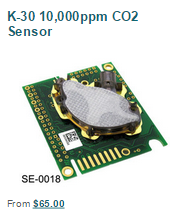 K-30 10,000ppm CO2
Sensor
SE-0018
From $65.00